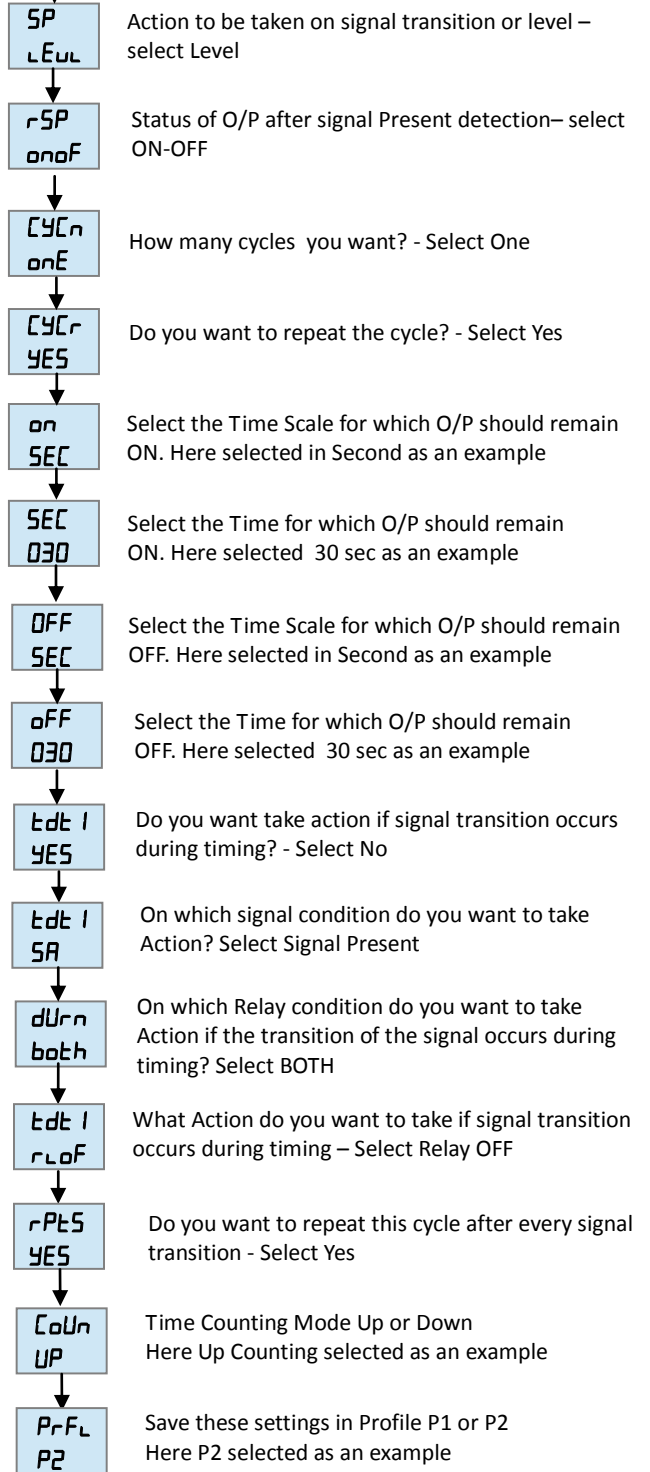 SP
LEuL
Action to be taken on signal transition or level –
select Level
rSP
onoF
Status of O/P after signal Present detection– select
ON-OFF
CYCn
onE
How many cycles you want? - Select One
CYCr
YES
Do you want to repeat the cycle? - Select Yes
on
SEC
Select the Time Scale for which O/P should remain
ON. Here selected in Second as an example
SEC
030
Select the Time for which O/P should remain
ON. Here selected 30 sec as an example
OFF
SEC
Select the Time Scale for which O/P should remain
OFF. Here selected in Second as an example
oFF
030
Select the Time for which O/P should remain
OFF. Here selected 30 sec as an example
tdt1
YES
Do you want take action if signal transition occurs
during timing? - Select No
tdt1
SA
On which signal condition do you want to take
Action? Select Signal Present
dUrn
both
On which Relay condition do you want to take
Action if the transition of the signal occurs during
timing? Select BOTH
tdt1
rLoF
What Action do you want to take if signal transition
occurs during timing – Select Relay OFF
rPtS
YES
Do you want to repeat this cycle after every signal
transition - Select Yes
CoUn
UP
Time Counting Mode Up or Down
Here Up Counting selected as an example
PrFL
P2
Save these settings in Profile P1 or P2
Here P2 selected as an example